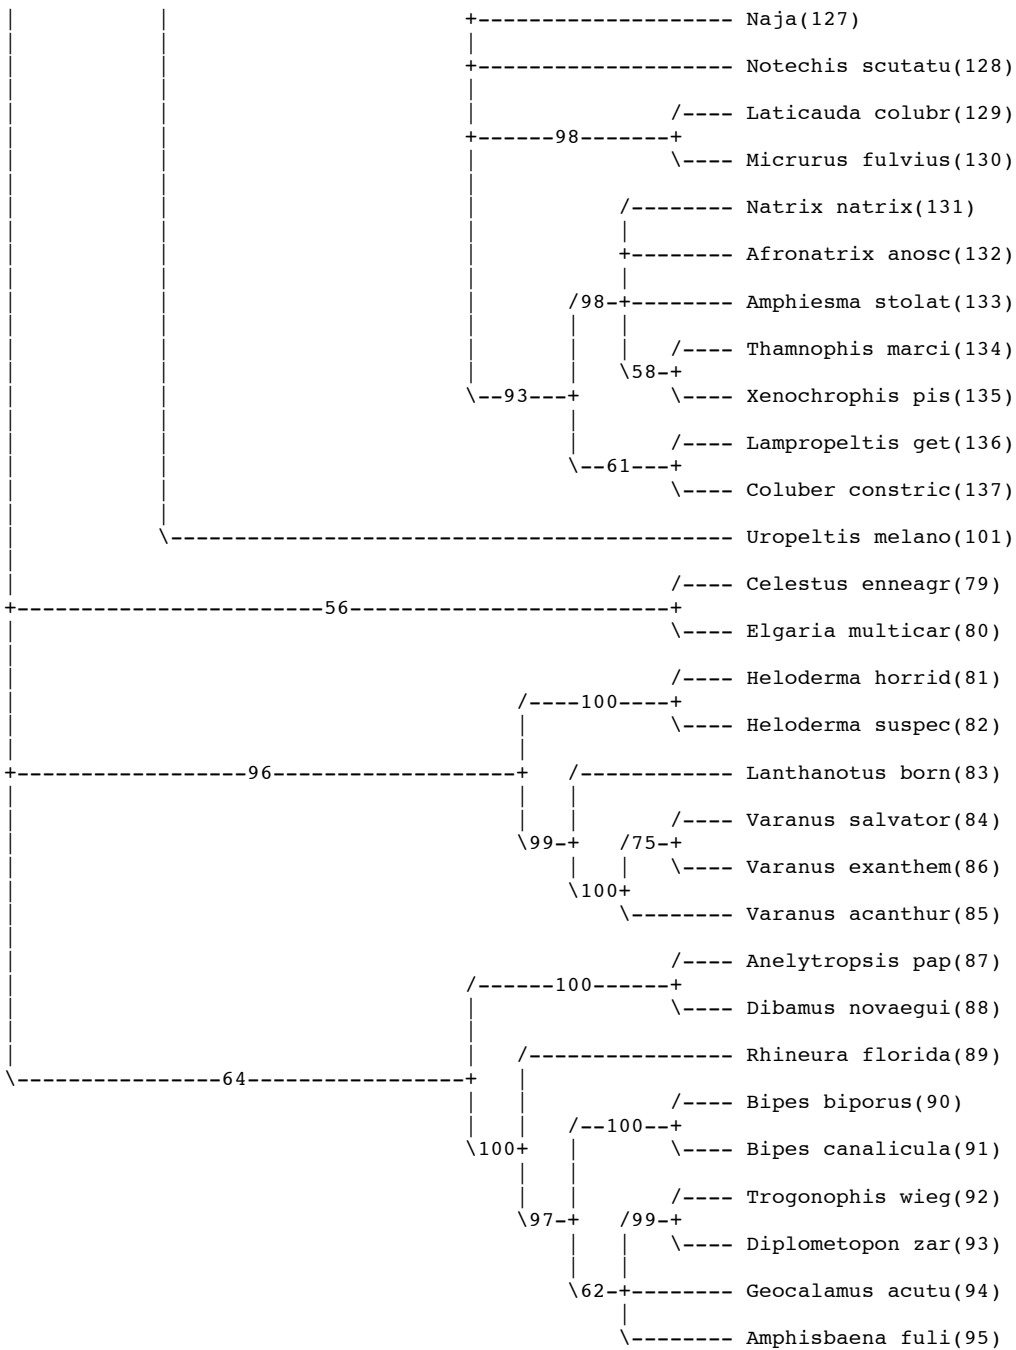 Naja(127)
Notechis scutatu(128)
Laticauda colubr(129)
98
Micrurus fulvius(130)
Natrix natrix(131)
Afronatrix anosc(132)
98 Amphiesma stolat(133)
Thamnophis marci(134)
58
93 Xenochrophis pis(135)
Lampropeltis get(136)
61
Coluber constric(137)
Uropeltis melano(101)
Celestus enneagr(79)
56
Elgaria multicar(80)
Heloderma horrid(81)
100
Heloderma suspec(82)
96 Lanthanotus born(83)
Varanus salvator(84)
99 75
Varanus exanthem(86)
100
Varanus acanthur(85)
Anelytropsis pap(87)
100
Dibamus novaegui(88)
Rhineura florida(89)
64
Bipes biporus(90)
100
100 Bipes canalicula(91)
Trogonophis wieg(92)
97 99
Diplometopon zar(93)
62 Geocalamus acutu(94)
Amphisbaena fuli(95)